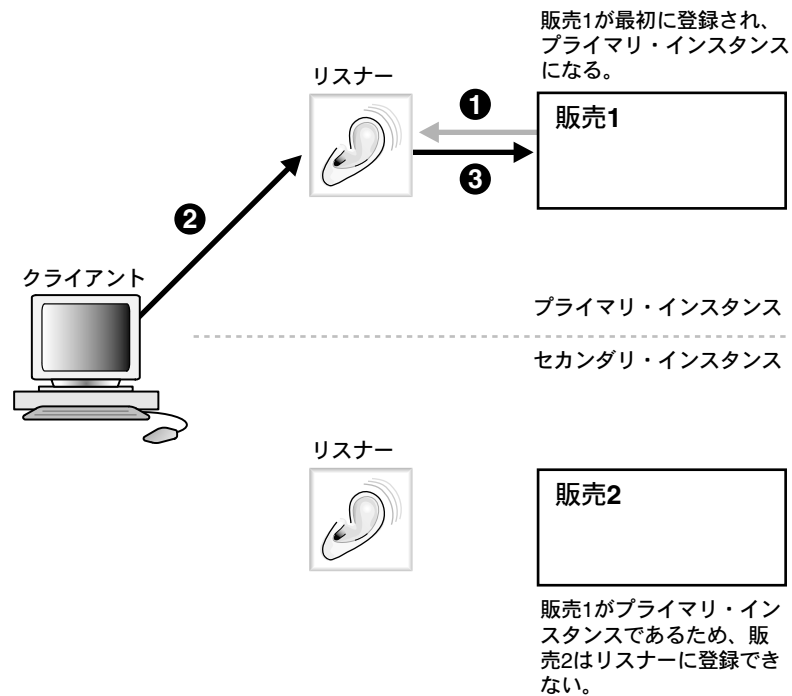 販売1が最初に登録され、
プライマリ・インスタンス
になる。
リスナー
❶
販売1
❸
❷
クライアント
プライマリ・インスタンス
セカンダリ・インスタンス
リスナー
販売2
販売1がプライマリ・イン
スタンスであるため、販
売2はリスナーに登録でき
ない。